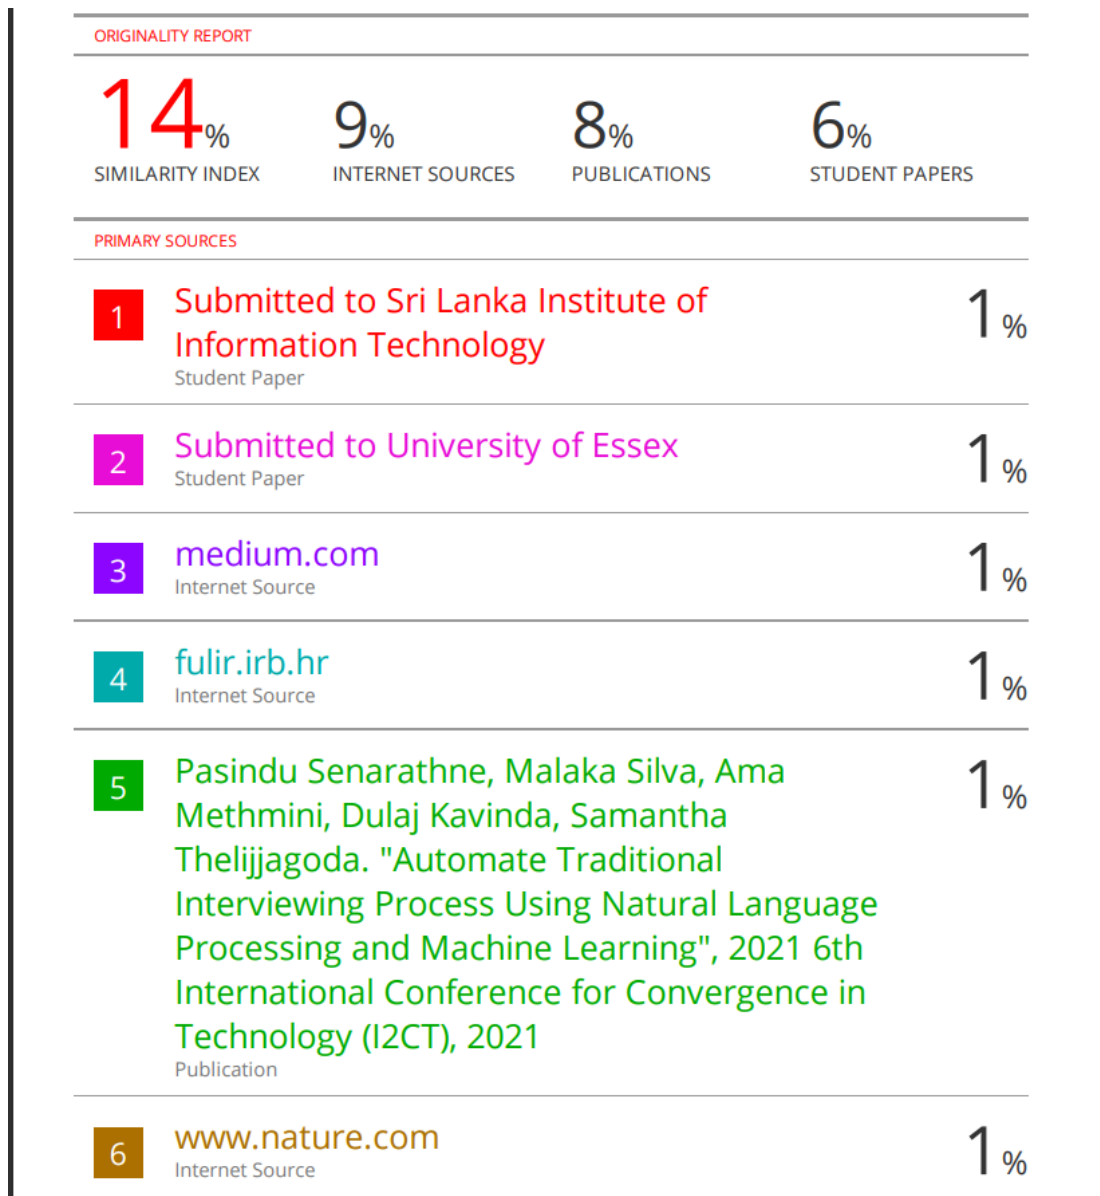 ORIGINALITY REPORT
14% 9% 8% 6%
SIMILARITY INDEX INTERNET SOURCES PUBLICATIONS STUDENT PAPERS
PRIMARY SOURCES
1 Submitted to Sri Lanka Institute of 1%
Information Technology
Student Paper
2 Submitted to University of Essex 1%
Student Paper
3 medium.com 1%
Internet Source
4 fulir.irb.hr 1%
Internet Source
5 Pasindu Senarathne, Malaka Silva, Ama 1%
Methmini, Dulaj Kavinda, Samantha
Thelijjagoda. "Automate Traditional
Interviewing Process Using Natural Language
Processing and Machine Learning", 2021 6th
International Conference for Convergence in
Technology (I2CT), 2021
Publication
6 www.nature.com 1%
Internet Source